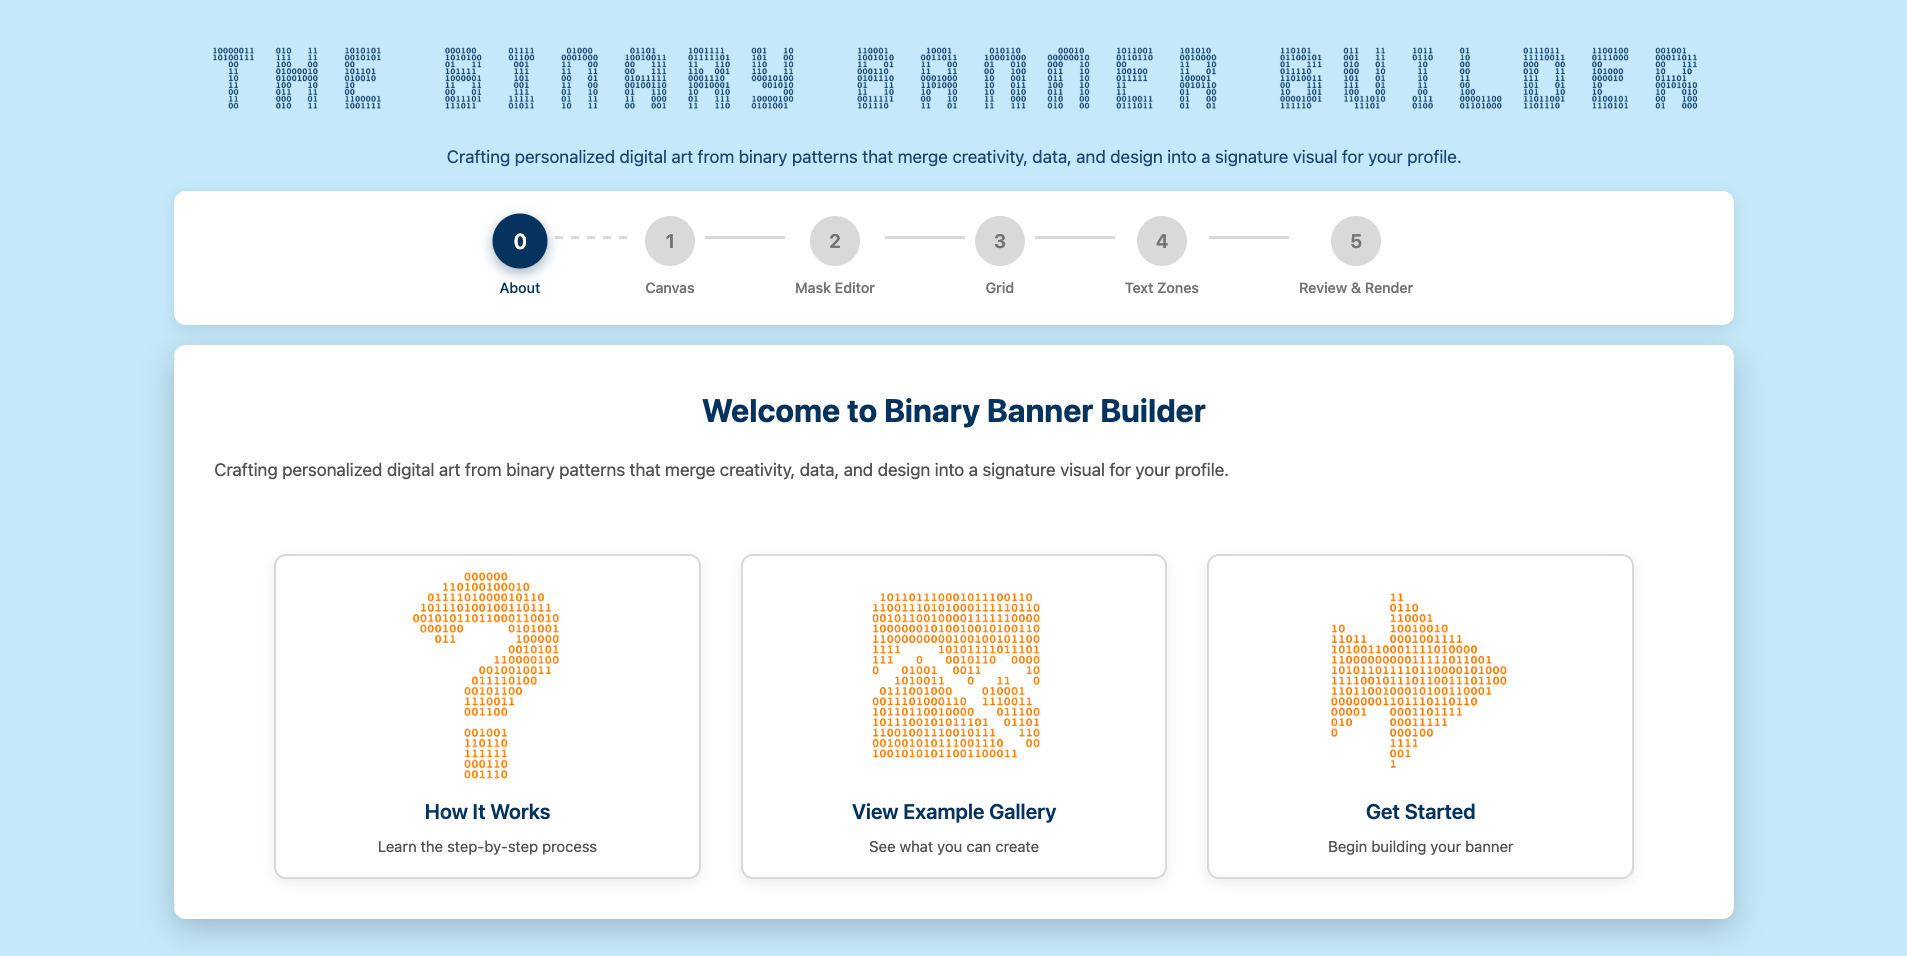 THE BINARY BANNER BUILDER
Crafting personalized digital art from binary patterns that merge creativity, data, and design into a signature visual for your profile.
0
1
2
3
4
5
About
Canvas
Mask Editor
Grid
Text Zones
Review & Render
Welcome to Binary Banner Builder
Crafting personalized digital art from binary patterns that merge creativity, data, and design into a signature visual for your profile.
How It Works
Learn the step-by-step process
View Example Gallery
See what you can create
Get Started
Begin building your banner